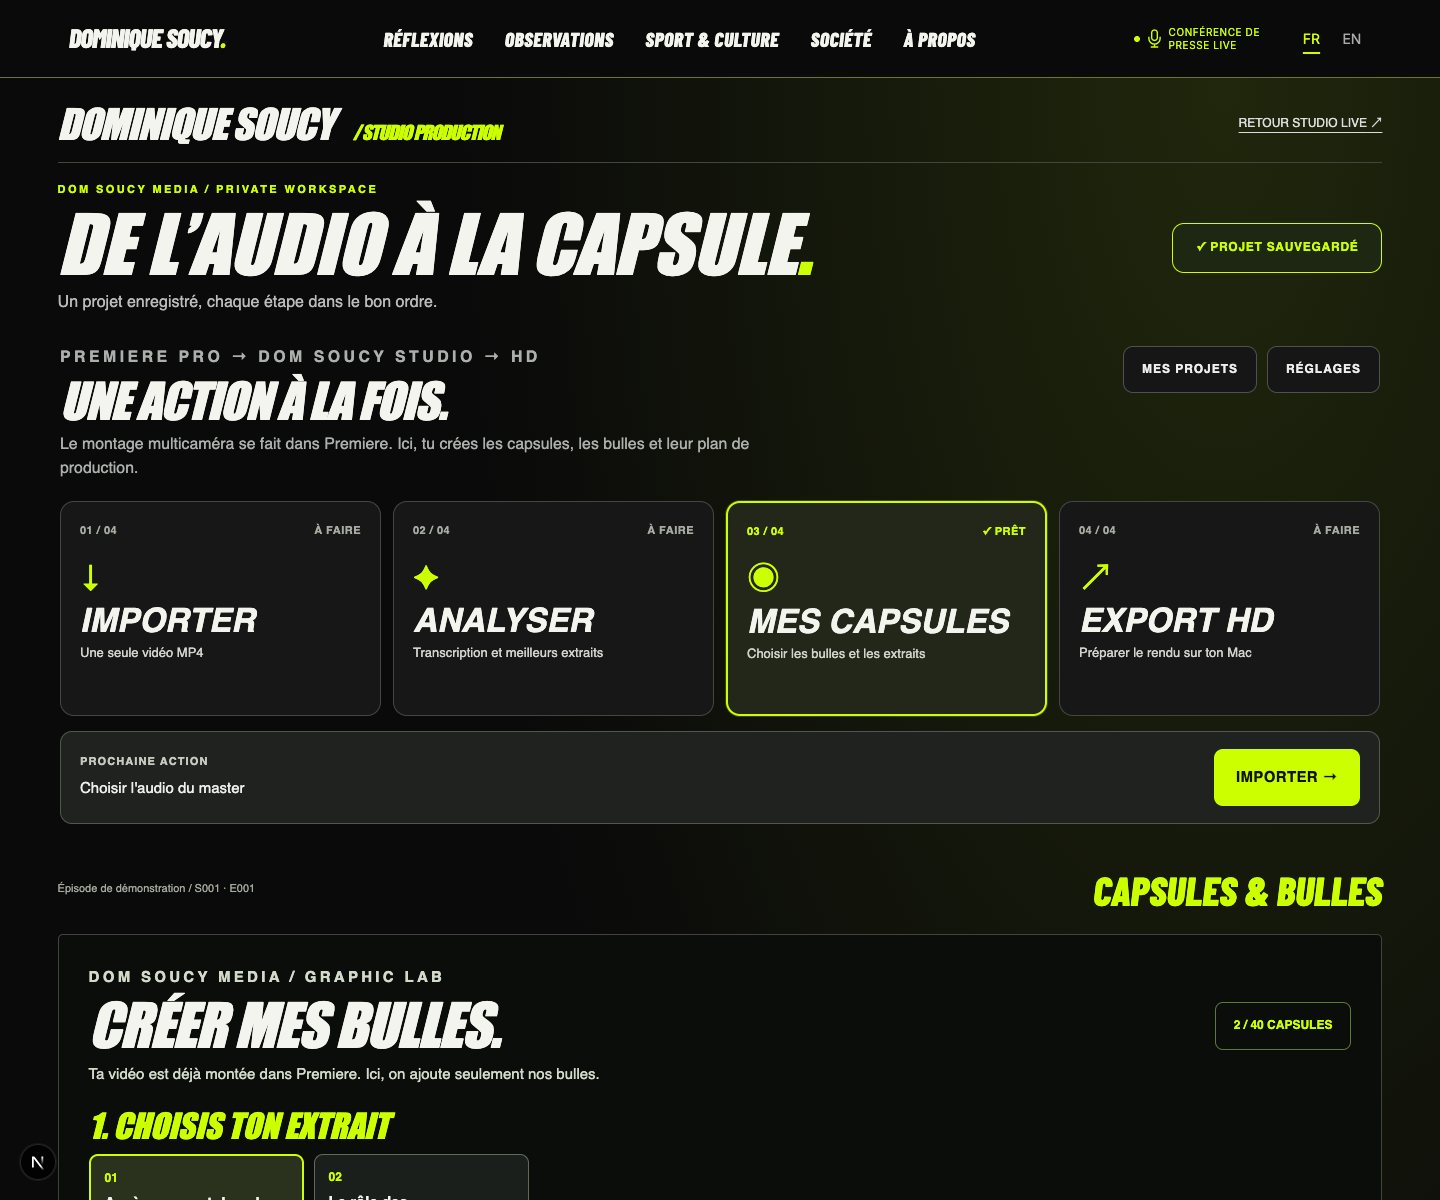 DOMINIQUE SOUCY.
RÉFLEXIONS OBSERVATIONS SPORT & CULTURE SOCIÉTÉ À PROPOS
CONFÉRENCE DE
PRESSE LIVE
FR EN
DOMINIQUE SOUCY / STUDIO PRODUCTION
RETOUR STUDIO LIVE ↗
DOM SOUCY MEDIA / PRIVATE WORKSPACE
DE L'AUDIO À LA CAPSULE.
✓ PROJET SAUVEGARDÉ
Un projet enregistré, chaque étape dans le bon ordre.
PREMIERE PRO → DOM SOUCY STUDIO → HD
MES PROJETS RÉGLAGES
UNE ACTION À LA FOIS.
Le montage multicaméra se fait dans Premiere. Ici, tu crées les capsules, les bulles et leur plan de
production.
01 / 04 À FAIRE
IMPORTER
Une seule vidéo MP4
02 / 04 À FAIRE
ANALYSER
Transcription et meilleurs extraits
03 / 04 ✓ PRÊT
MES CAPSULES
Choisir les bulles et les extraits
04 / 04 À FAIRE
EXPORT HD
Préparer le rendu sur ton Mac
PROCHAINE ACTION
Choisir l'audio du master
IMPORTER →
Épisode de démonstration / S001 · E001
CAPSULES & BULLES
DOM SOUCY MEDIA / GRAPHIC LAB
CRÉER MES BULLES.
2 / 40 CAPSULES
Ta vidéo est déjà montée dans Premiere. Ici, on ajoute seulement nos bulles.
1. CHOISIS TON EXTRAIT
N
01
02